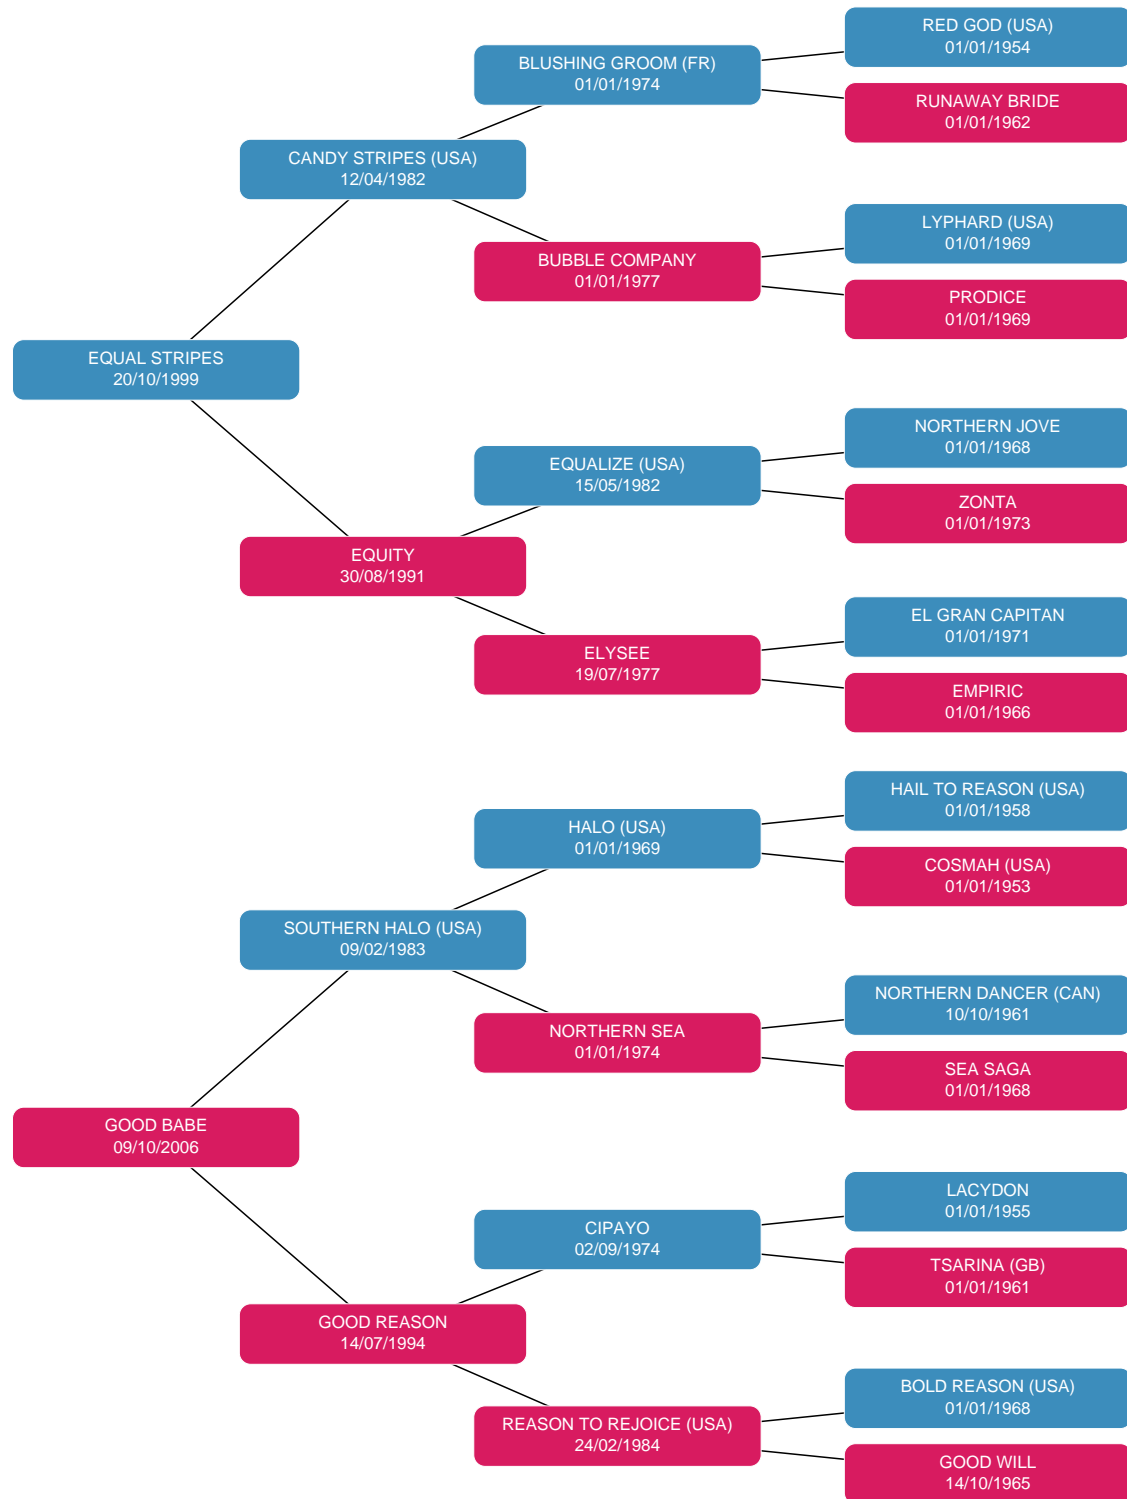 RED GOD (USA)
01/01/1954
BLUSHING GROOM (FR)
01/01/1974
RUNAWAY BRIDE
01/01/1962
CANDY STRIPES (USA)
12/04/1982
LYPHARD (USA)
01/01/1969
BUBBLE COMPANY
01/01/1977
PRODICE
01/01/1969
EQUAL STRIPES
20/10/1999
NORTHERN JOVE
01/01/1968
EQUALIZE (USA)
15/05/1982
ZONTA
01/01/1973
EQUITY
30/08/1991
EL GRAN CAPITAN
01/01/1971
ELYSEE
19/07/1977
EMPIRIC
01/01/1966
HAIL TO REASON (USA)
01/01/1958
HALO (USA)
01/01/1969
COSMAH (USA)
01/01/1953
SOUTHERN HALO (USA)
09/02/1983
NORTHERN DANCER (CAN)
10/10/1961
NORTHERN SEA
01/01/1974
SEA SAGA
01/01/1968
GOOD BABE
09/10/2006
LACYDON
01/01/1955
CIPAYO
02/09/1974
TSARINA (GB)
01/01/1961
GOOD REASON
14/07/1994
BOLD REASON (USA)
01/01/1968
REASON TO REJOICE (USA)
24/02/1984
GOOD WILL
14/10/1965